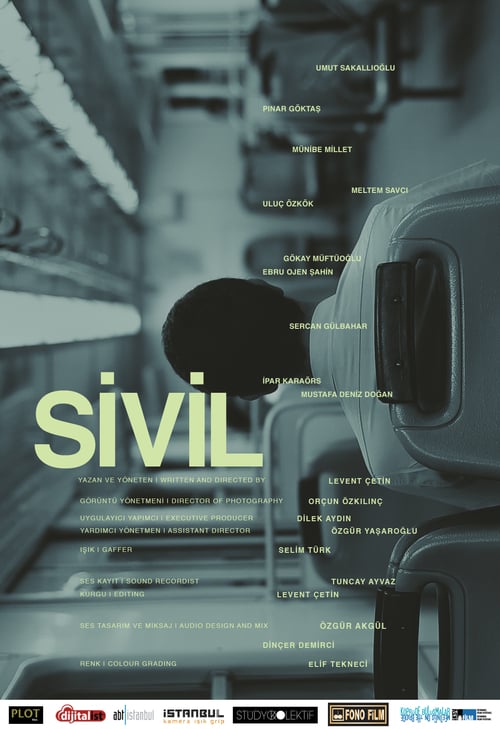 UMUT SAKALLIOĞLU
PINAR GÖKTAŞ
MÜNİBE MİLLET
MELTEM SAVCI
ULUÇ ÖZKÖK
GÖKAY MÜFTÜOĞLU
EBRU OJEN ŞAHİN
SERCAN GÜLBAHAR
İPAR KARAÖRS
MUSTAFA DENİZ DOĞAN
SİVİL
YAZAN VE YÖNETEN | WRITTEN AND DIRECTED BY LEVENT ÇETİN
GÖRÜNTÜ YÖNETMENİ | DIRECTOR OF PHOTOGRAPHY ORÇUN ÖZKILINÇ
UYGULAYICI YAPIMCI | EXECUTIVE PRODUCER DİLEK AYDIN
YARDIMCI YÖNETMEN | ASSISTANT DIRECTOR ÖZGÜR YAŞAROĞLU
IŞIK | GAFFER SELİM TÜRK
SES KAYIT | SOUND RECORDIST TUNCAY AYVAZ
KURGU | EDITING LEVENT ÇETİN
SES TASARIM VE MİKSAJ | AUDIO DESIGN AND MIX ÖZGÜR AKGÜL
DİNÇER DEMİRCİ
RENK | COLOUR GRADING ELİF TEKNECİ
PLOT dijitalist abt istanbul iSTANBUL kamera ışık grip STUDYOKOLEKTIF FONO FILM